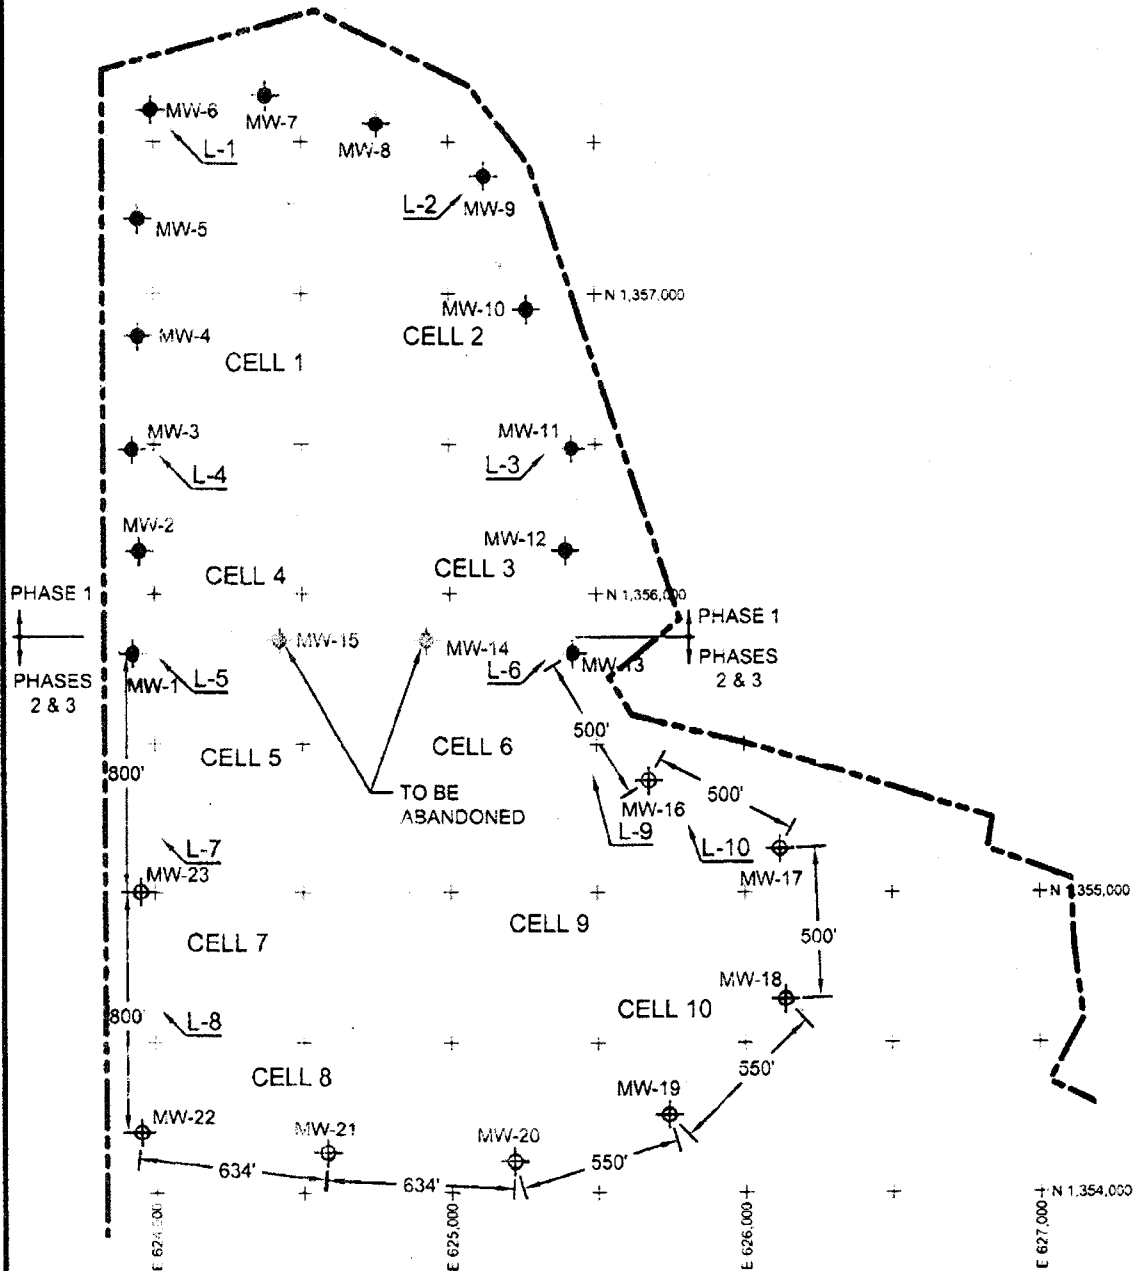 MW-6
MW-7
MW-8
L-1
L-2
MW-9
MW-5
N 1,357,000
MW-10
MW-4
CELL 2
CELL 1
MW-3
MW-11
L-4
L-3
MW-2
MW-12
CELL 4
CELL 3
PHASE 1
N 1,356,000
PHASE 1
MW-15
MW-14
MW-13
PHASES
2 & 3
L-6
MW-1
L-5
PHASES
2 & 3
500'
CELL 5
CELL 6
800'
TO BE
ABANDONED
500'
MW-16
L-9
L-10
L-7
MW-23
MW-17
N 1,355,000
CELL 7
CELL 9
500'
MW-18
CELL 10
800'
L-8
CELL 8
550'
MW-19
MW-22
MW-21
MW-20
634'
634'
550'
N 1,354,000
E 624,000
E 625,000
E 626,000
E 627,000